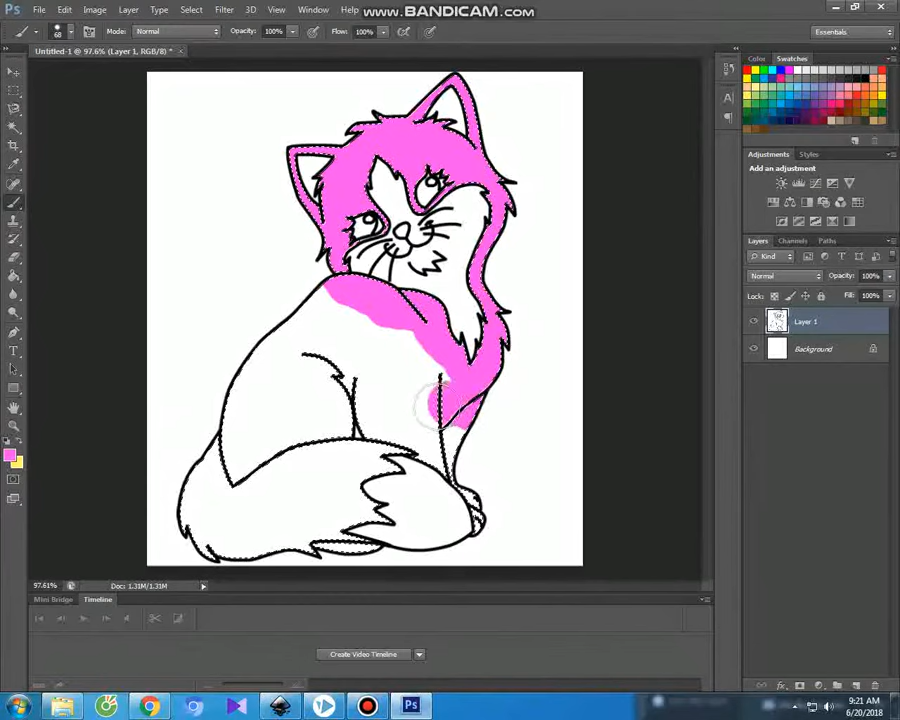 Ps File Edit Image Layer Type Select Filter 3D View Window Help www.BANDICAM.com
68 Mode: Normal Opacity: 100% Flow: 100% Essentials
Untitled-1 @ 97.6% (Layer 1, RGB/8) * ×
Color Swatches
Adjustments Styles
Add an adjustment
Layers Channels Paths
Kind
Normal Opacity: 100%
Lock: Fill: 100%
Layer 1
Background
97.61% Doc: 1.31M/1.31M
Mini Bridge Timeline
Create Video Timeline
9:21 AM
6/20/2018